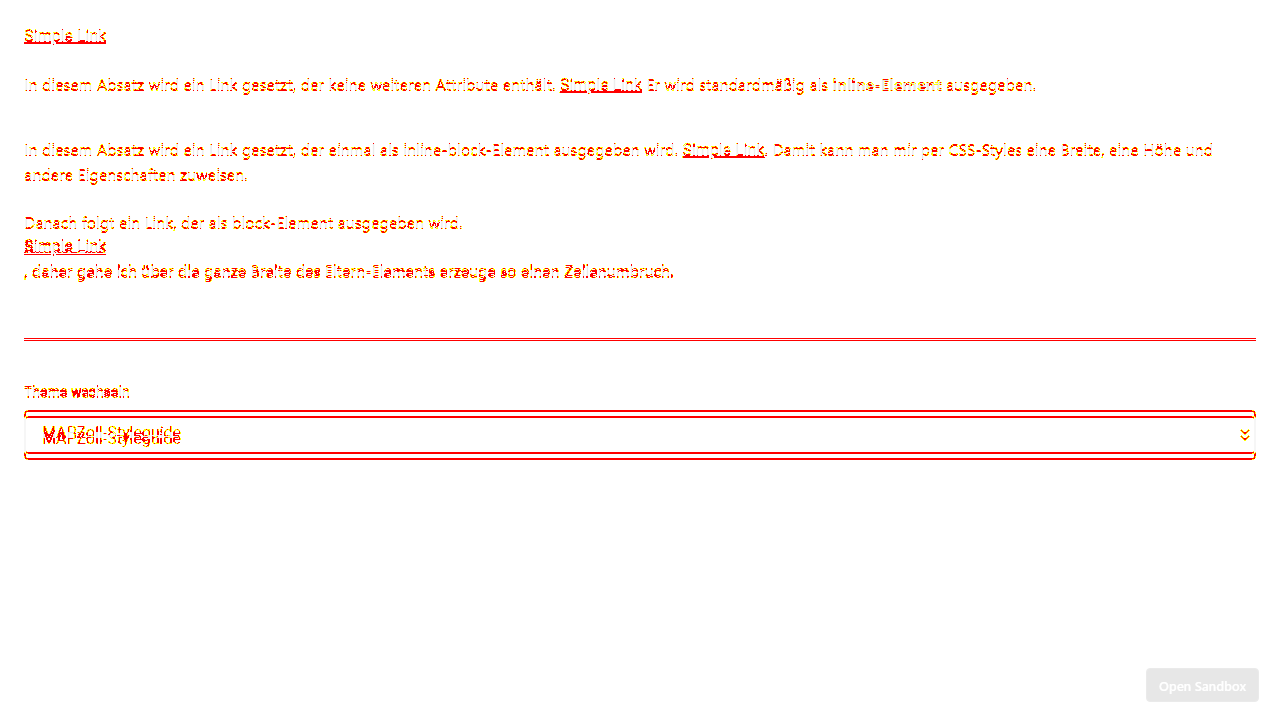 Simple Link
In diesem Absatz wird ein Link gesetzt, der keine weiteren Attribute enthält. Simple Link Er wird standardmäßig als inline-Element ausgegeben.
In diesem Absatz wird ein Link gesetzt, der einmal als inline-block-Element ausgegeben wird. Simple Link. Damit kann man mir per CSS-Styles eine Breite, eine Höhe und
andere Eigenschaften zuweisen.
Danach folgt ein Link, der als block-Element ausgegeben wird.
Simple Link
, daher gehe ich über die ganze Breite des Eltern-Elements erzeuge so einen Zeilenumbruch.
Thema wechseln
MAPZoll-Styleguide
Open Sandbox